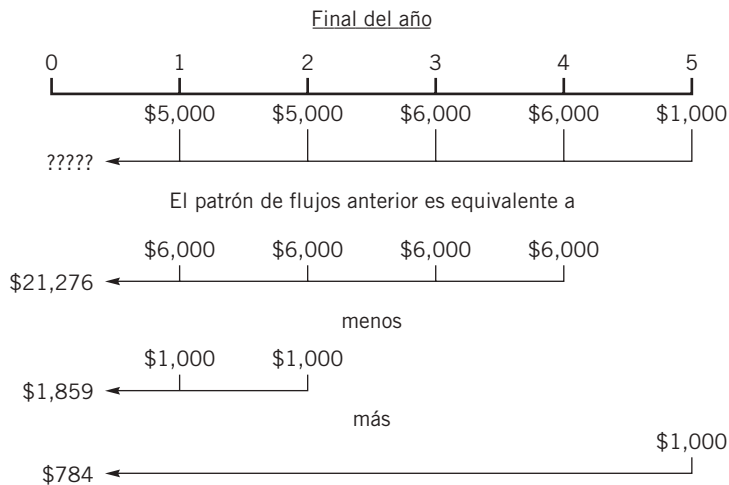 Final del año
0 1 2 3 4 5
$5,000 $5,000 $6,000 $6,000 $1,000
?????
El patrón de flujos anterior es equivalente a
$6,000 $6,000 $6,000 $6,000
$21,276
menos
$1,000 $1,000
$1,859
más
$1,000
$784